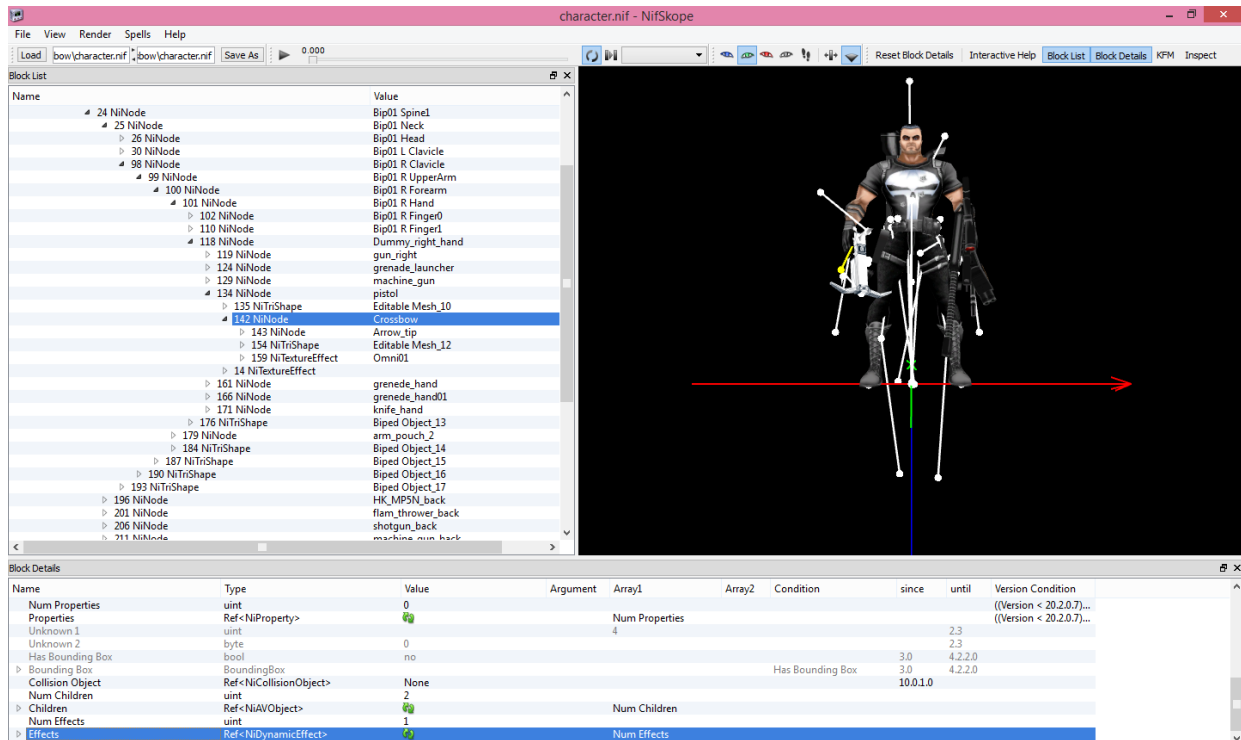 character.nif - NifSkope
File View Render Spells Help
Load bow\character.nif bow\character.nif Save As 0.000 Reset Block Details Interactive Help Block List Block Details KFM Inspect
Block List
Name Value
24 NiNode Bip01 Spine1
25 NiNode Bip01 Neck
26 NiNode Bip01 Head
30 NiNode Bip01 L Clavicle
98 NiNode Bip01 R Clavicle
99 NiNode Bip01 R UpperArm
100 NiNode Bip01 R Forearm
101 NiNode Bip01 R Hand
102 NiNode Bip01 R Finger0
110 NiNode Bip01 R Finger1
118 NiNode Dummy_right_hand
119 NiNode gun_right
124 NiNode grenade_launcher
129 NiNode machine_gun
134 NiNode pistol
135 NiTriShape Editable Mesh_10
142 NiNode Crossbow
143 NiNode Arrow_tip
154 NiTriShape Editable Mesh_12
159 NiTextureEffect Omni01
14 NiTextureEffect
161 NiNode grenede_hand
166 NiNode grenede_hand01
171 NiNode knife_hand
176 NiTriShape Biped Object_13
179 NiNode arm_pouch_2
184 NiTriShape Biped Object_14
187 NiTriShape Biped Object_15
190 NiTriShape Biped Object_16
193 NiTriShape Biped Object_17
196 NiNode HK_MP5N_back
201 NiNode flam_thrower_back
206 NiNode shotgun_back
211 NiNode machine_gun_back
Block Details
Name Type Value Argument Array1 Array2 Condition since until Version Condition
Num Properties uint 0 ((Version < 20.2.0.7)...
Properties Ref<NiProperty> Num Properties ((Version < 20.2.0.7)...
Unknown 1 uint 4 2.3
Unknown 2 byte 0 2.3
Has Bounding Box bool no 3.0 4.2.2.0
Bounding Box BoundingBox Has Bounding Box 3.0 4.2.2.0
Collision Object Ref<NiCollisionObject> None 10.0.1.0
Num Children uint 2
Children Ref<NiAVObject> Num Children
Num Effects uint 1
Effects Ref<NiDynamicEffect> Num Effects